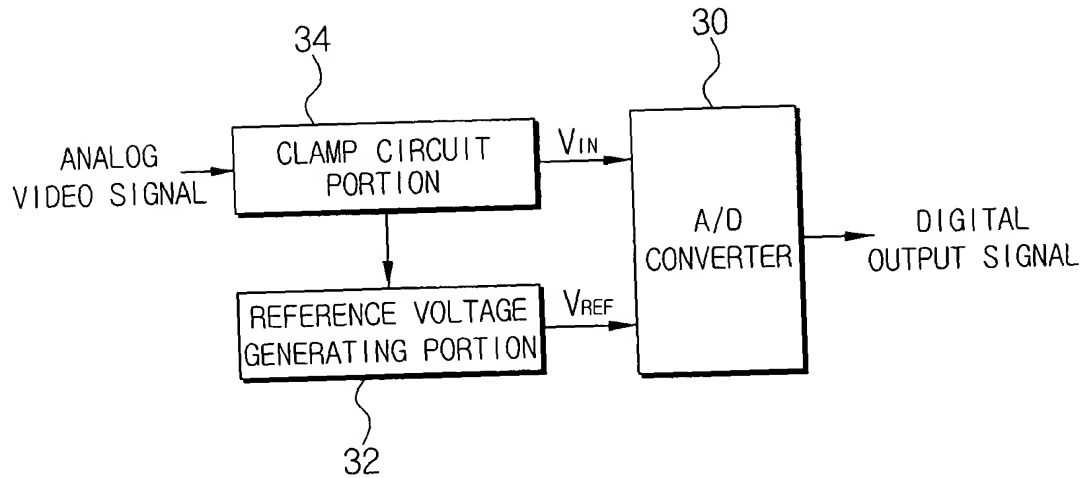 34
30
ANALOG
VIDEO SIGNAL
CLAMP CIRCUIT
PORTION
VIN
A/D
CONVERTER
DIGITAL
OUTPUT SIGNAL
REFERENCE VOLTAGE
GENERATING PORTION
VREF
32